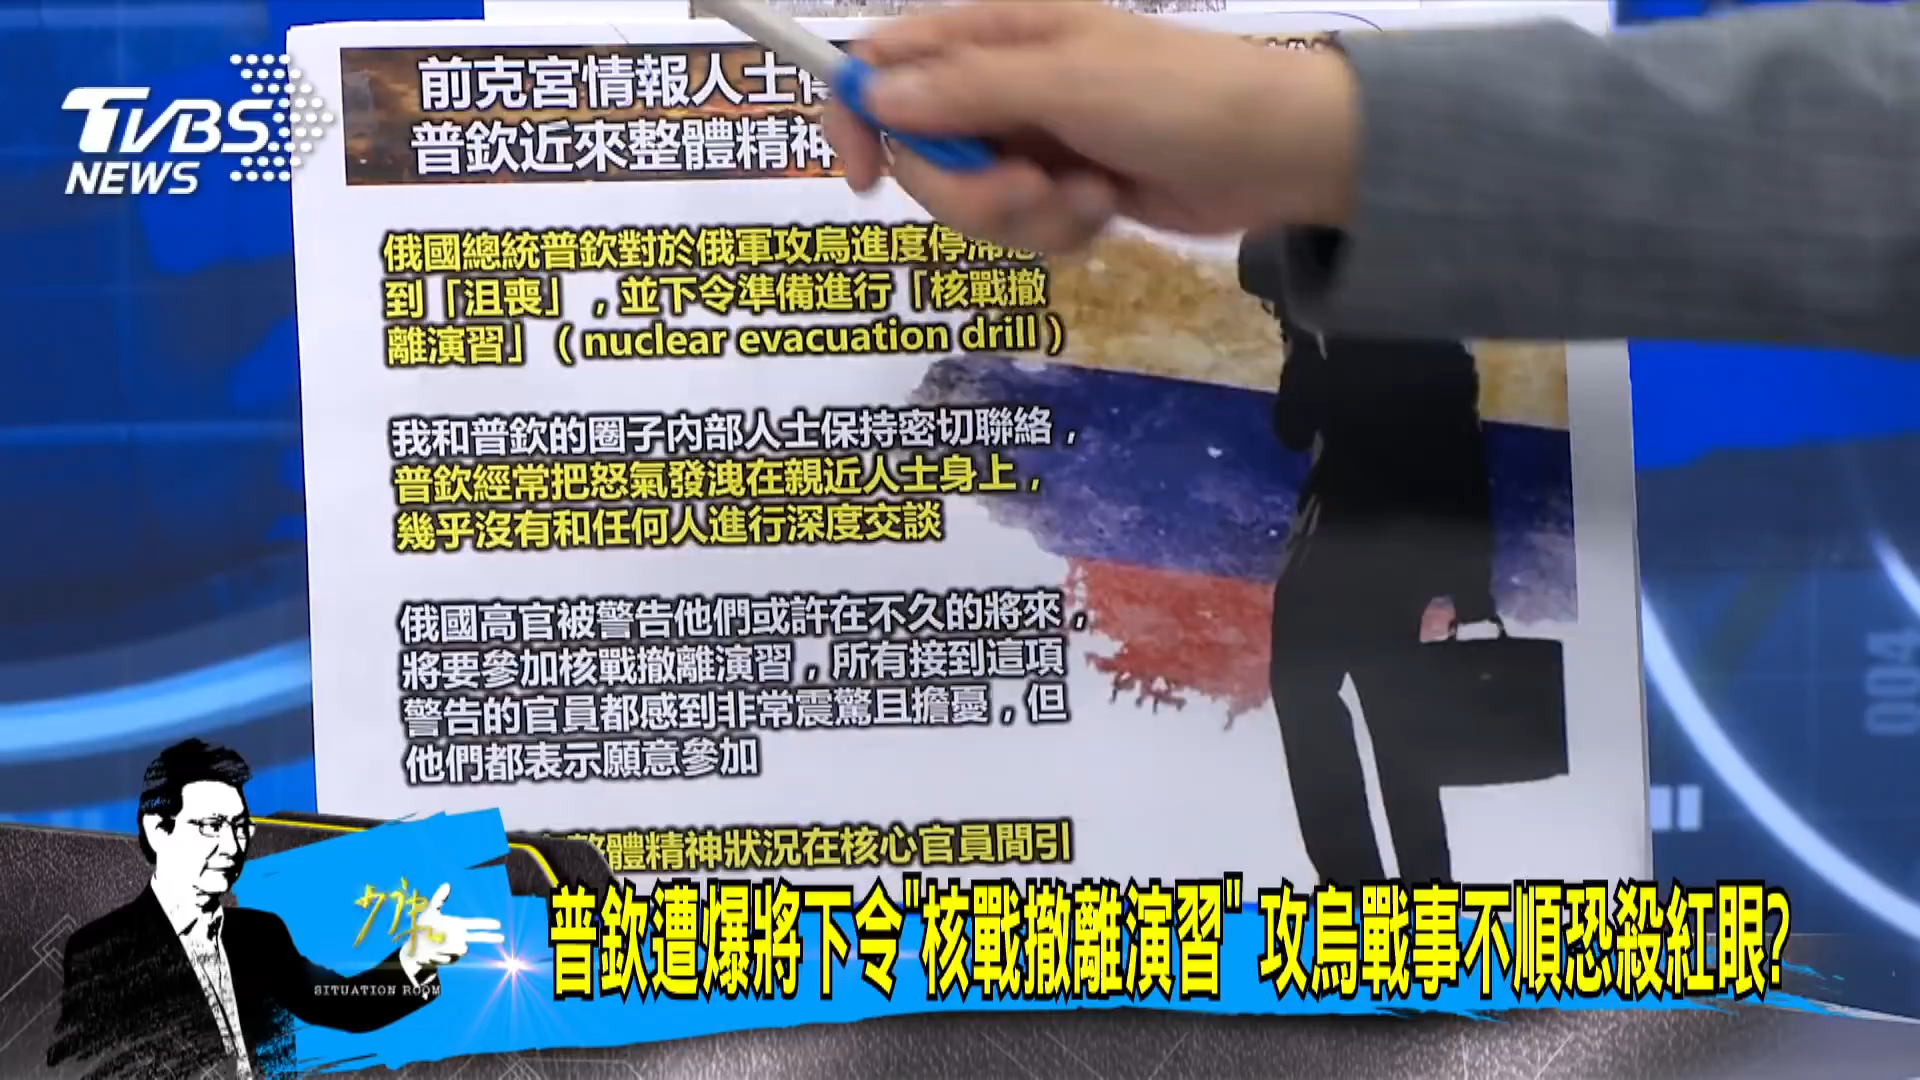 TVBS
NEWS
前克宮情報人士
普欽近來整體精神
俄國總統普欽對於俄軍攻烏進度停滯感
到「沮喪」，並下令準備進行「核戰撤
離演習」（nuclear evacuation drill）
我和普欽的圈子內部人士保持密切聯絡，
普欽經常把怒氣發洩在親近人士身上，
幾乎沒有和任何人進行深度交談
俄國高官被警告他們或許在不久的將來，
將要參加核戰撤離演習，所有接到這項
警告的官員都感到非常震驚且擔憂，但
他們都表示願意參加
整體精神狀況在核心官員間引
004
SITUATION ROOM
普欽遭爆將下令"核戰撤離演習" 攻烏戰事不順恐殺紅眼?